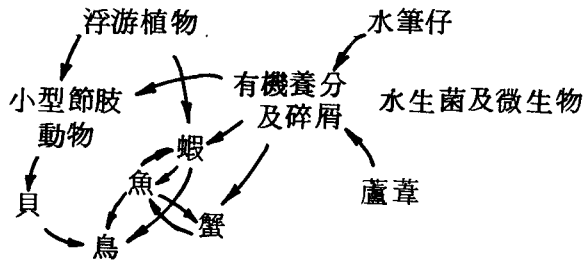 浮游植物
水筆仔
小型節肢
動物
有機養分
及碎屑
水生菌及微生物
蝦
魚
蘆葦
貝
蟹
鳥